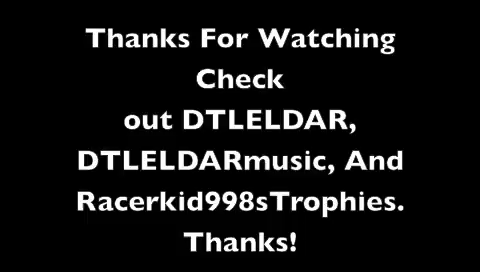 Thanks For Watching
Check
out DTLELDAR,
DTLELDARmusic, And
Racerkid998sTrophies.
Thanks!